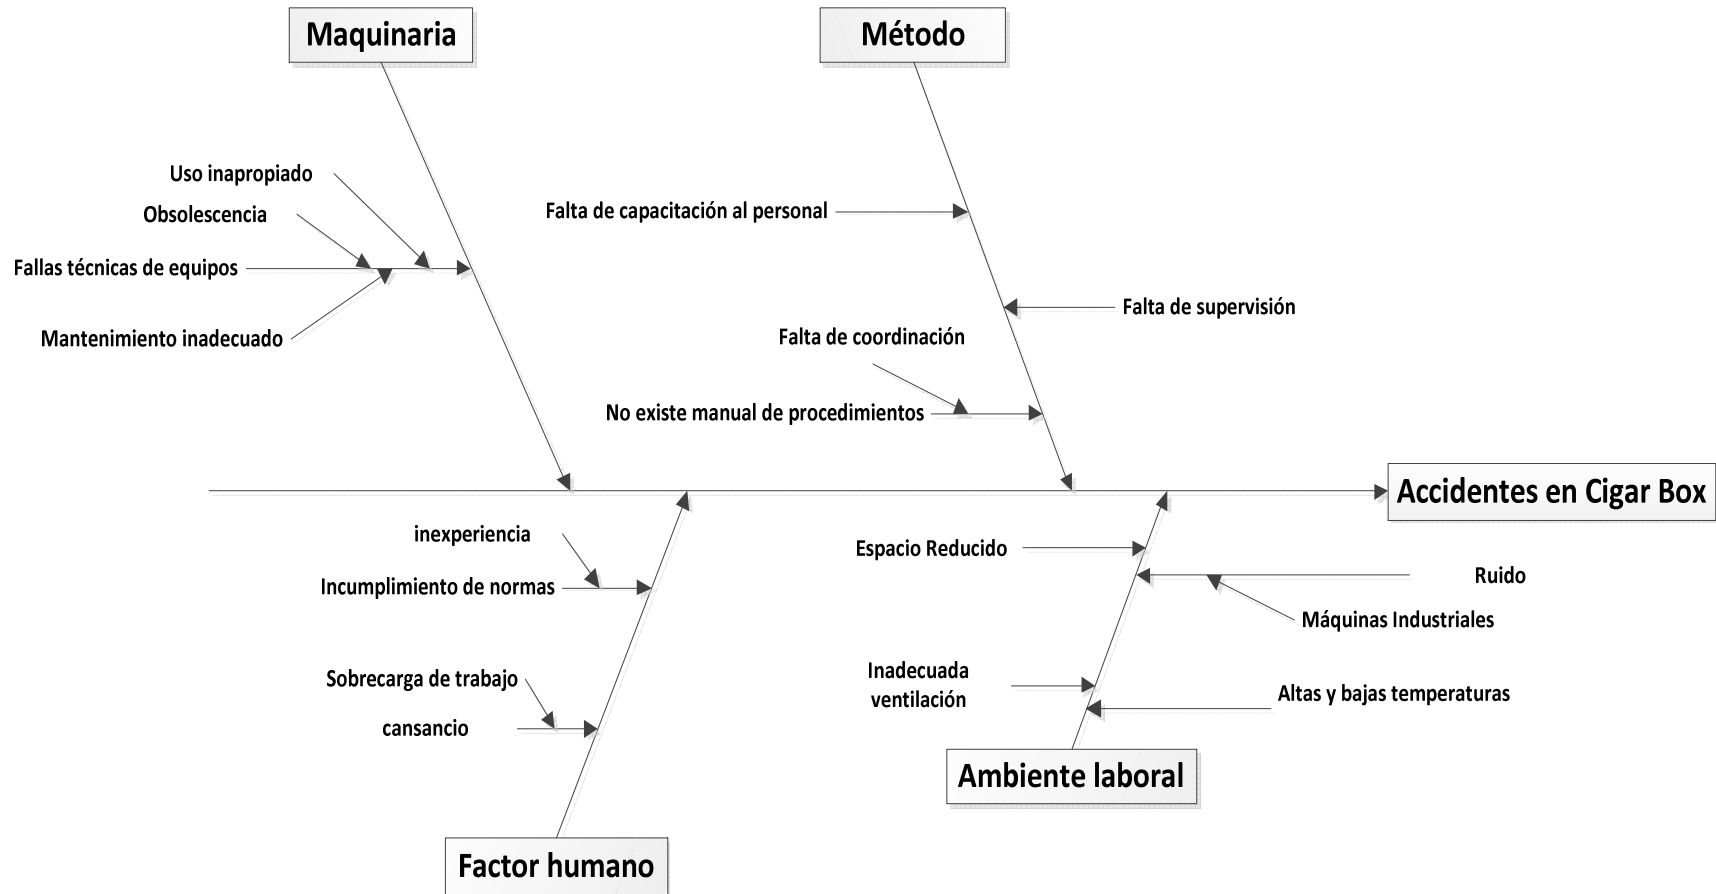 Maquinaria
Método
Uso inapropiado
Obsolescencia
Fallas técnicas de equipos
Mantenimiento inadecuado
Falta de capacitación al personal
Falta de supervisión
Falta de coordinación
No existe manual de procedimientos
Accidentes en Cigar Box
inexperiencia
Incumplimiento de normas
Sobrecarga de trabajo
cansancio
Espacio Reducido
Ruido
Máquinas Industriales
Inadecuada
ventilación
Altas y bajas temperaturas
Ambiente laboral
Factor humano